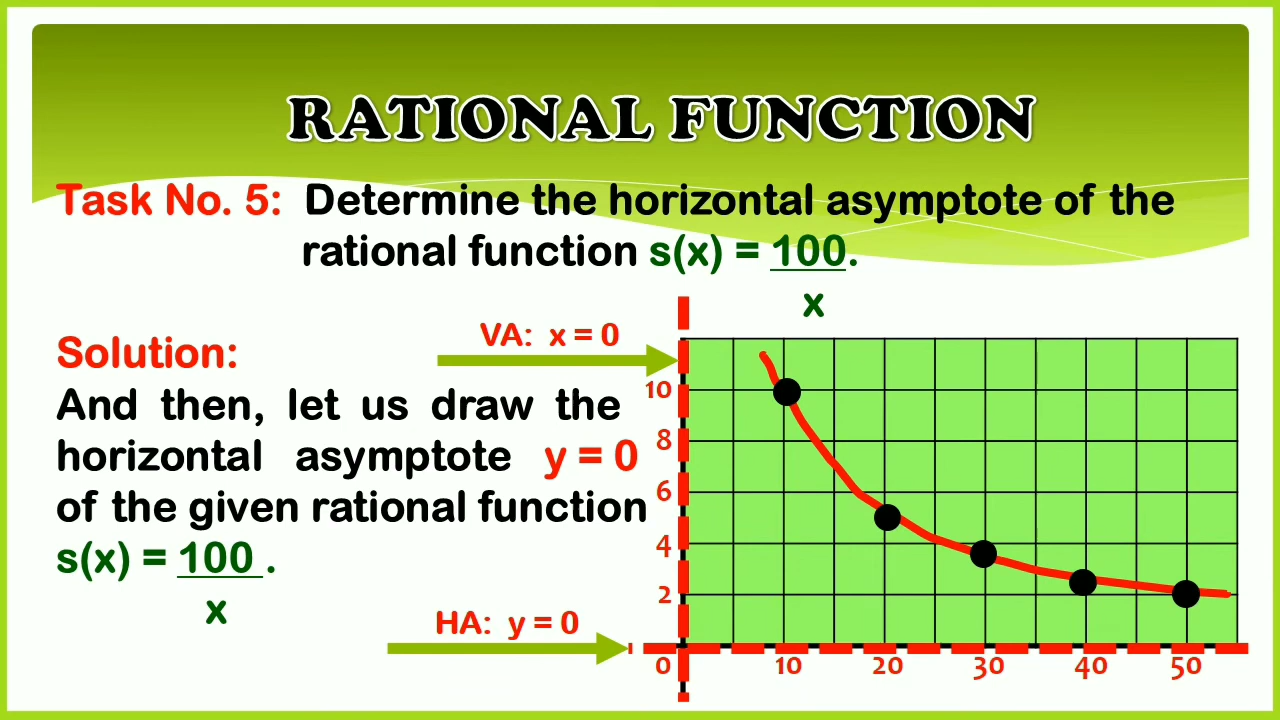 RATIONAL FUNCTION
Task No. 5: Determine the horizontal asymptote of the
rational function s(x) = 100.
x
Solution:
And then, let us draw the
horizontal asymptote y = 0
of the given rational function
s(x) = 100 .
x
VA: x = 0
HA: y = 0
10
8
6
4
2
0 10 20 30 40 50